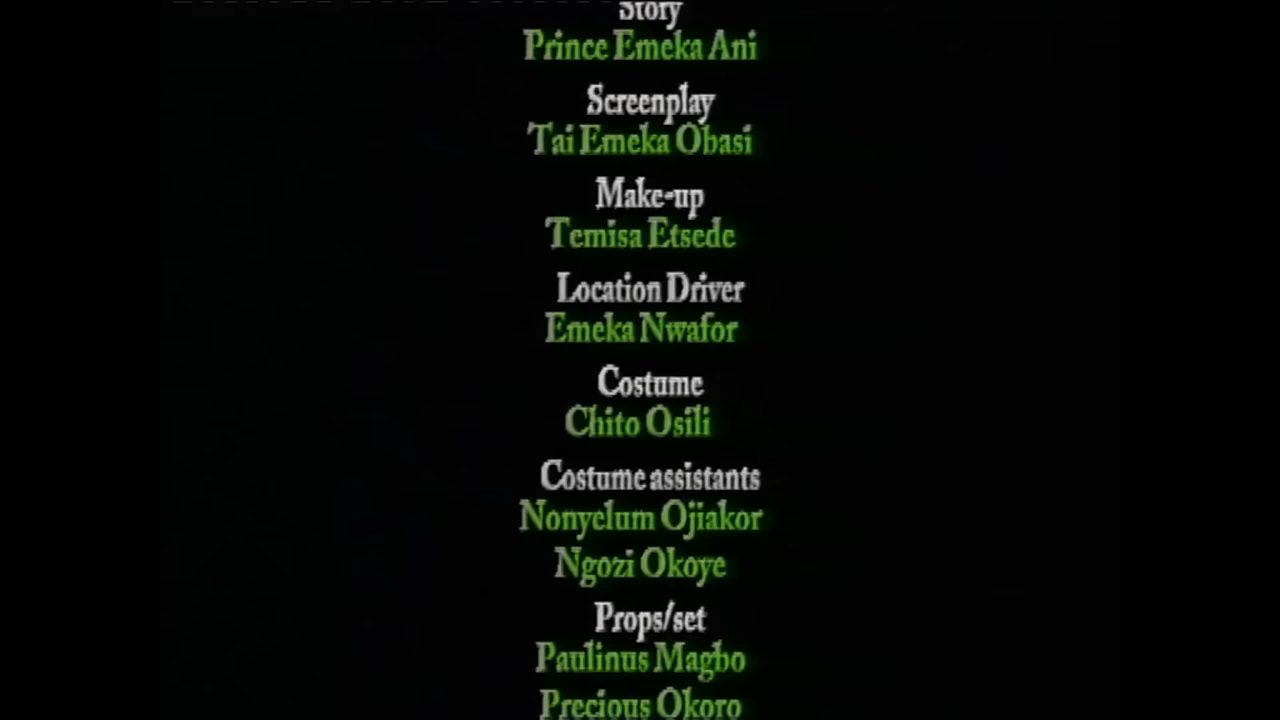 Story
Prince Emeka Ani
Screenplay
Tai Emeka Obasi
Make-up
Temisa Etsede
Location Driver
Emeka Nwafor
Costume
Chito Osili
Costume assistants
Nonyelum Ojiakor
Ngozi Okoye
Props/set
Paulinus Magbo
Precious Okoro